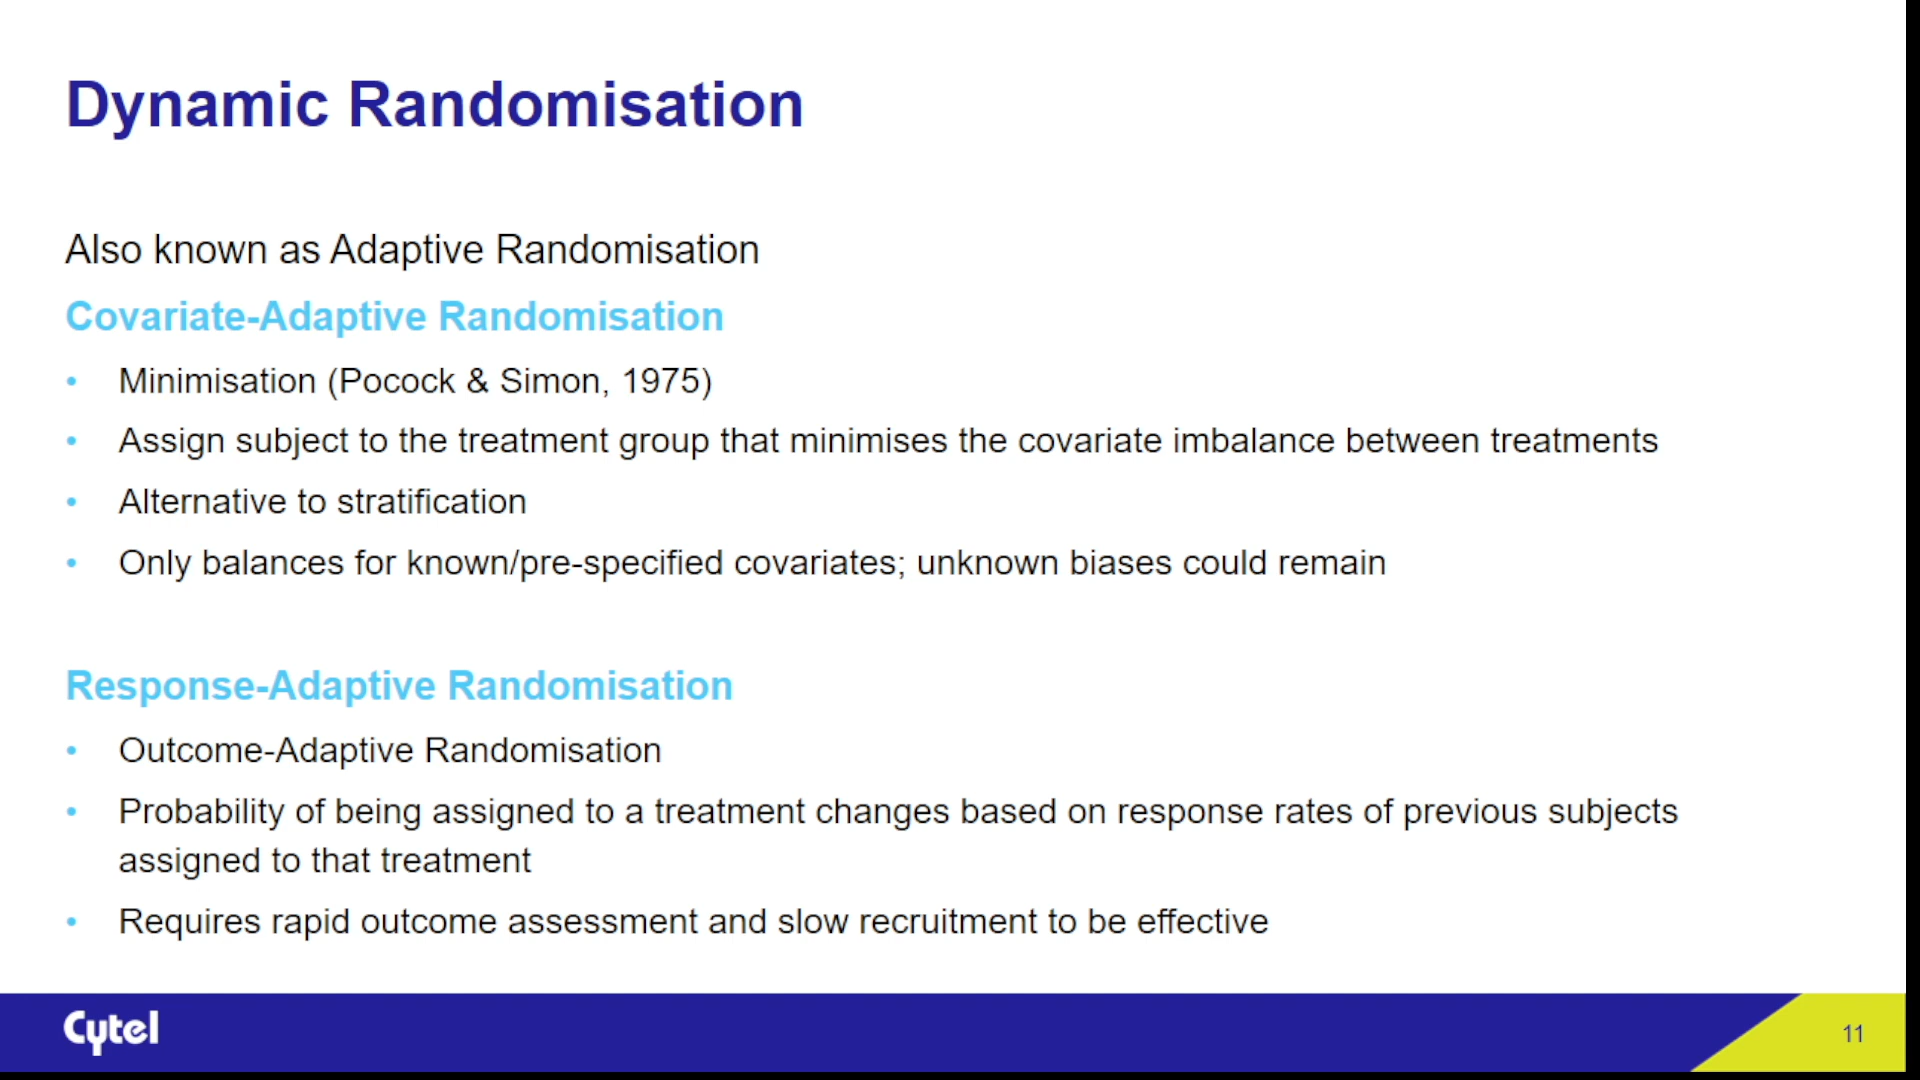 Dynamic Randomisation
Also known as Adaptive Randomisation
Covariate-Adaptive Randomisation
• Minimisation (Pocock & Simon, 1975)
• Assign subject to the treatment group that minimises the covariate imbalance between treatments
• Alternative to stratification
• Only balances for known/pre-specified covariates; unknown biases could remain
Response-Adaptive Randomisation
• Outcome-Adaptive Randomisation
• Probability of being assigned to a treatment changes based on response rates of previous subjects
assigned to that treatment
• Requires rapid outcome assessment and slow recruitment to be effective
Cytel
11